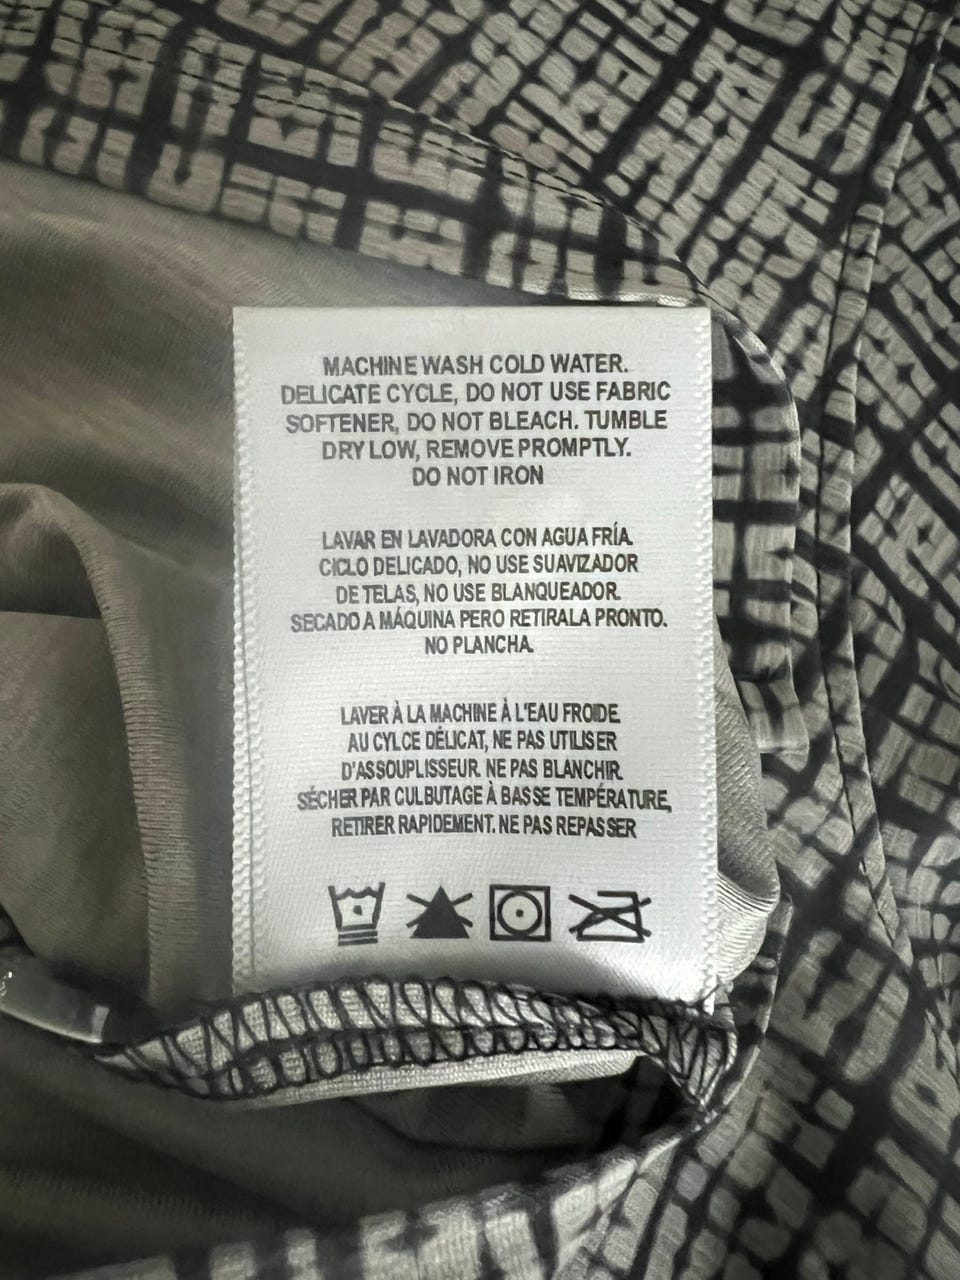 MACHINE WASH COLD WATER.
DELICATE CYCLE, DO NOT USE FABRIC
SOFTENER, DO NOT BLEACH. TUMBLE
DRY LOW, REMOVE PROMPTLY.
DO NOT IRON
LAVAR EN LAVADORA CON AGUA FRÍA.
CICLO DELICADO, NO USE SUAVIZADOR
DE TELAS, NO USE BLANQUEADOR.
SECADO A MÁQUINA PERO RETIRALA PRONTO.
NO PLANCHA.
LAVER À LA MACHINE À L'EAU FROIDE.
AU CYLCE DÉLICAT, NE PAS UTILISER
D'ASSOUPLISSEUR. NE PAS BLANCHIR.
SÉCHER PAR CULBUTAGE À BASSE TEMPÉRATURE,
RETIRER RAPIDEMENT. NE PAS REPASSER